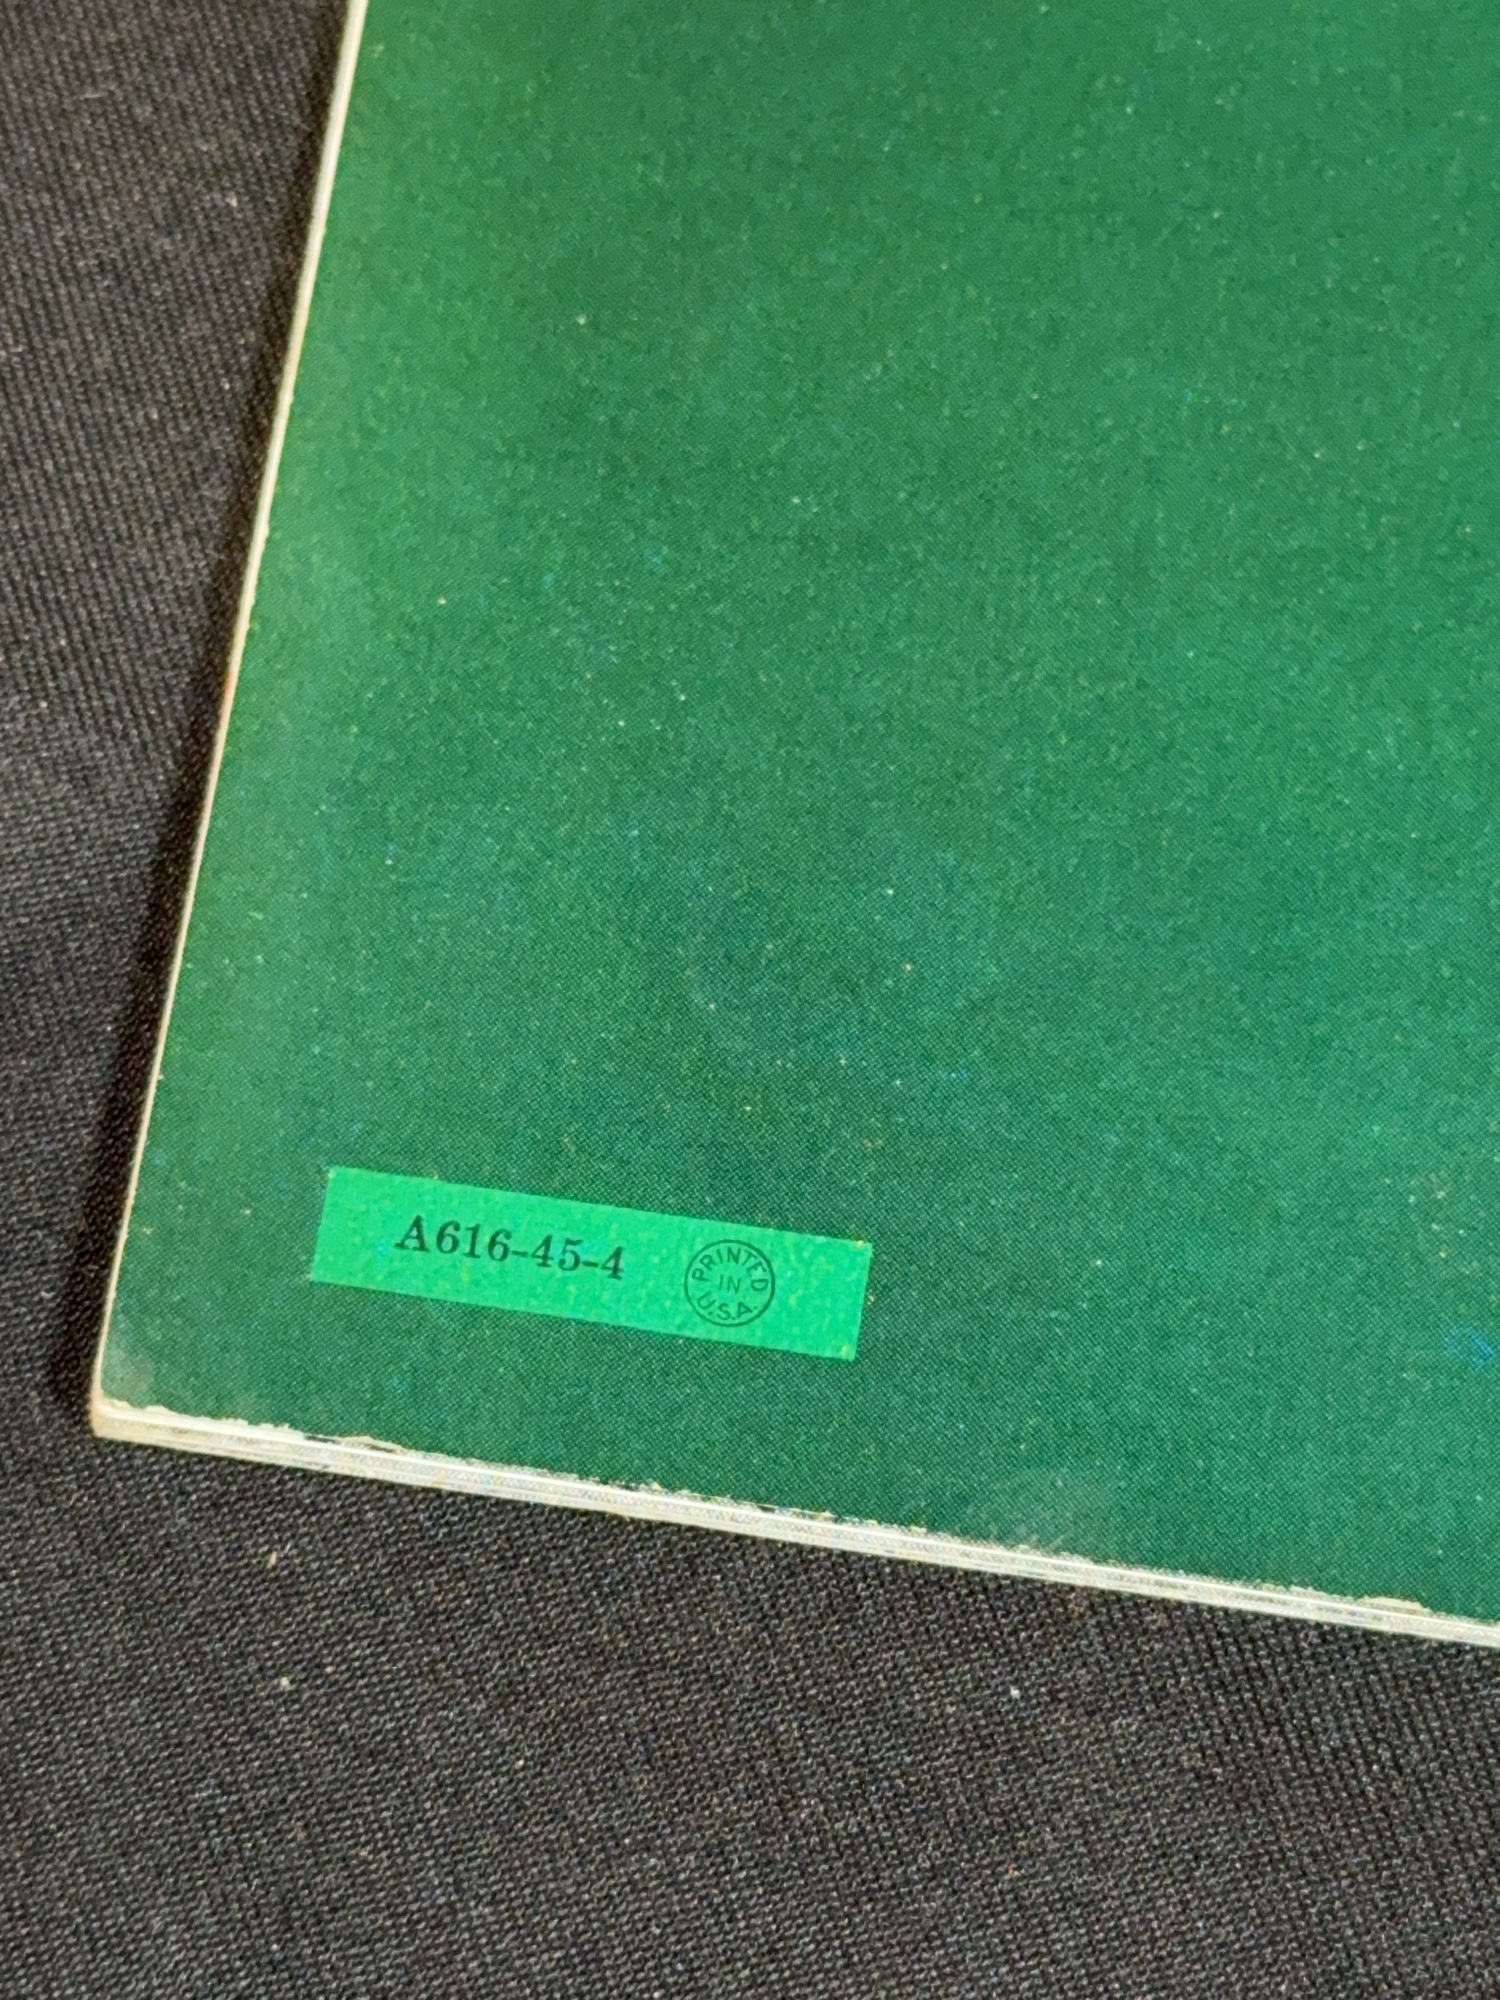 A616-45-4
PRINTED
IN
U.S.A.